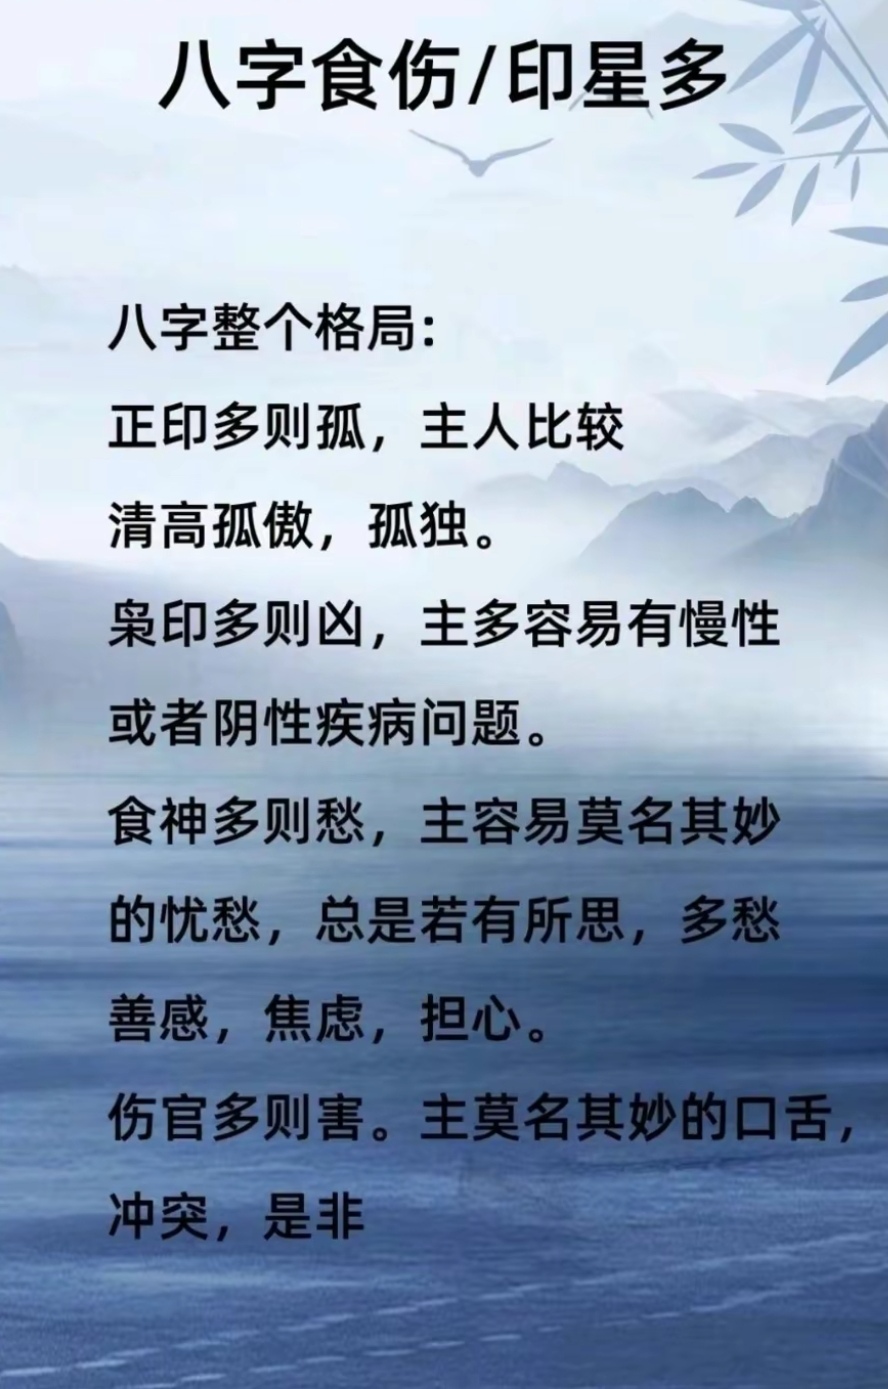 八字食伤/印星多
八字整个格局:
正印多则孤，主人比较
清高孤傲，孤独。
枭印多则凶，主多容易有慢性
或者阴性疾病问题。
食神多则愁，主容易莫名其妙
的忧愁，总是若有所思，多愁
善感，焦虑，担心。
伤官多则害。主莫名其妙的口舌，
冲突，是非